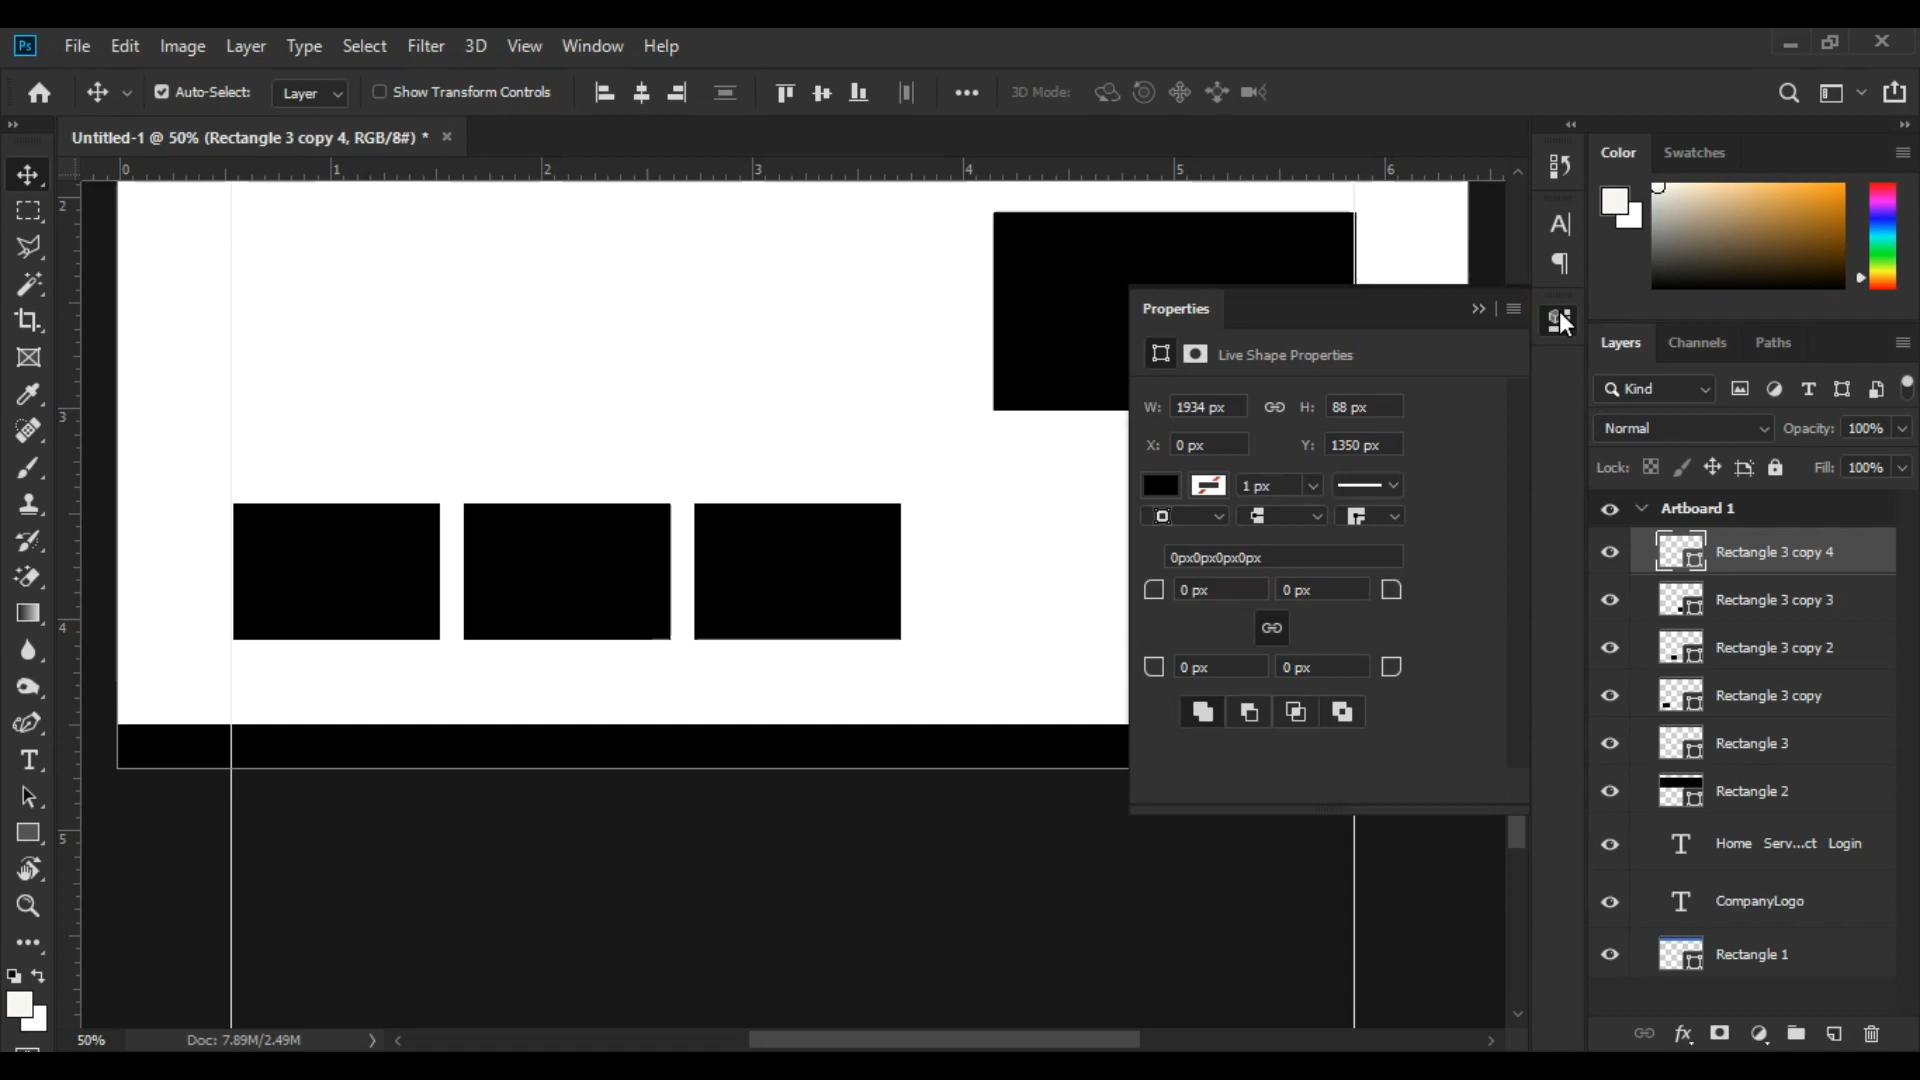 Ps File Edit Image Layer Type Select Filter 3D View Window Help
Auto-Select: Layer Show Transform Controls 3D Mode:
Untitled-1 @ 50% (Rectangle 3 copy 4, RGB/8#) *
0 1 2 3 4 5 6
2
3
4
5
Properties
Live Shape Properties
W: 1934 px H: 88 px
X: 0 px Y: 1350 px
1 px
0px0px0px0px
0 px 0 px
0 px 0 px
Color Swatches
Layers Channels Paths
Kind
Normal Opacity: 100%
Lock: Fill: 100%
Artboard 1
Rectangle 3 copy 4
Rectangle 3 copy 3
Rectangle 3 copy 2
Rectangle 3 copy
Rectangle 3
Rectangle 2
Home Serv...ct Login
CompanyLogo
Rectangle 1
50% Doc: 7.89M/2.49M